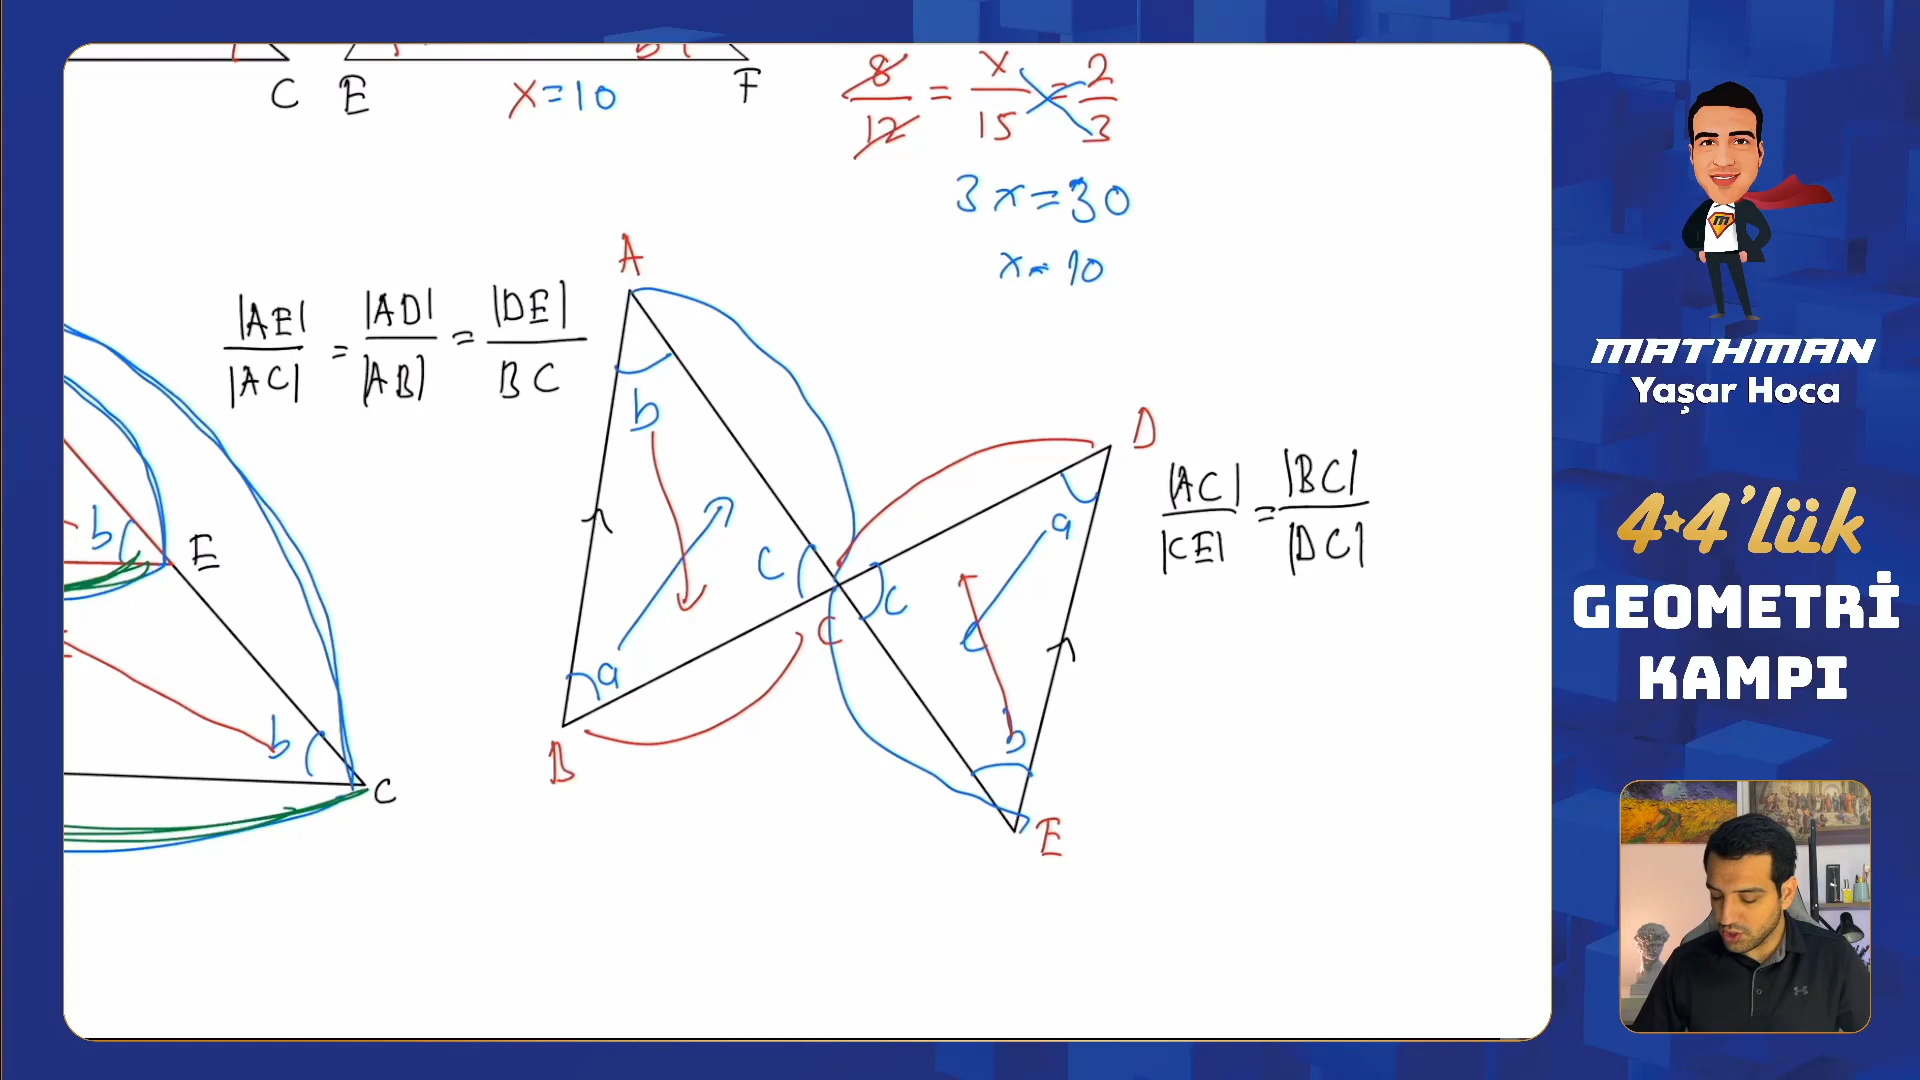 C E x=10 F
8/12 = x/15 = 2/3
3x=30
x=10
|AE|/|AC| = |AD|/|AB| = |DE|/BC
A
b
D
|AC|/|CE| = |BC|/|DC|
a
b E
c c
C
a
b
b
B
C
E
MATHMAN
Yaşar Hoca
4★4'lük
GEOMETRİ
KAMPI